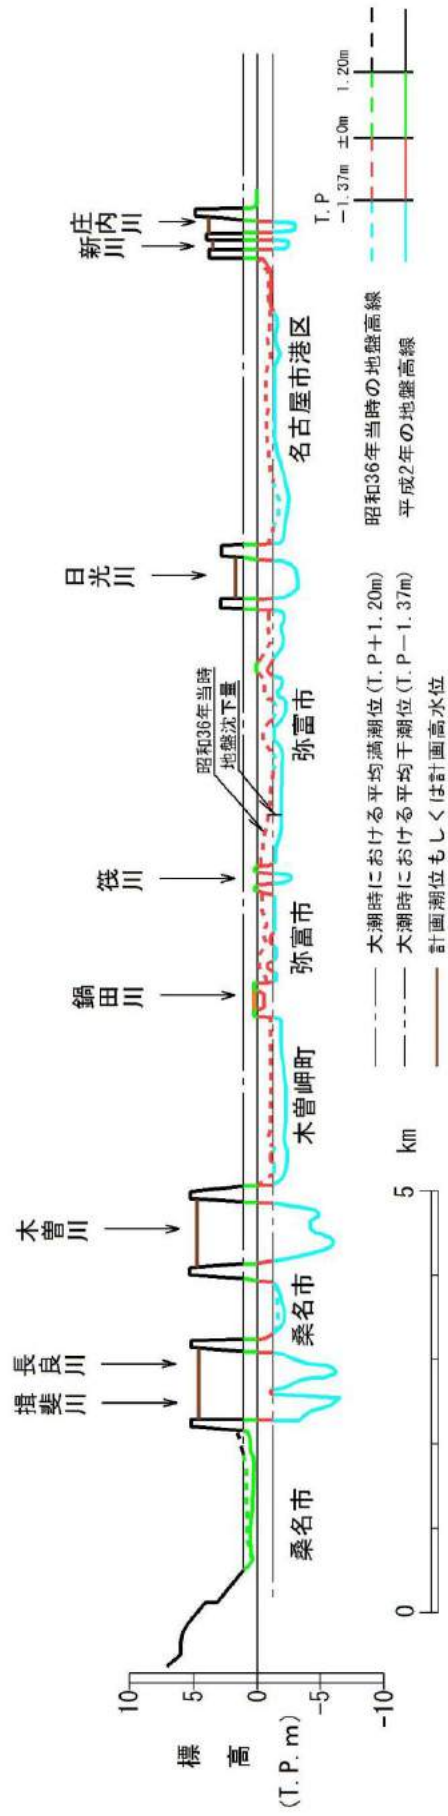 揖斐川
長良川
木曽川
鍋田川
筏川
日光川
新川
庄内川
10
5
0
-5
-10
標高
(T.P.m)
昭和36年当時
地盤沈下量
桑名市
桑名市
木曽岬町
弥富市
弥富市
名古屋市港区
0
5
km
大潮時における平均満潮位(T.P+1.20m)
大潮時における平均干潮位(T.P-1.37m)
計画潮位もしくは計画高水位
昭和36年当時の地盤高線
平成2年の地盤高線
T.P
-1.37m ±0m 1.20m